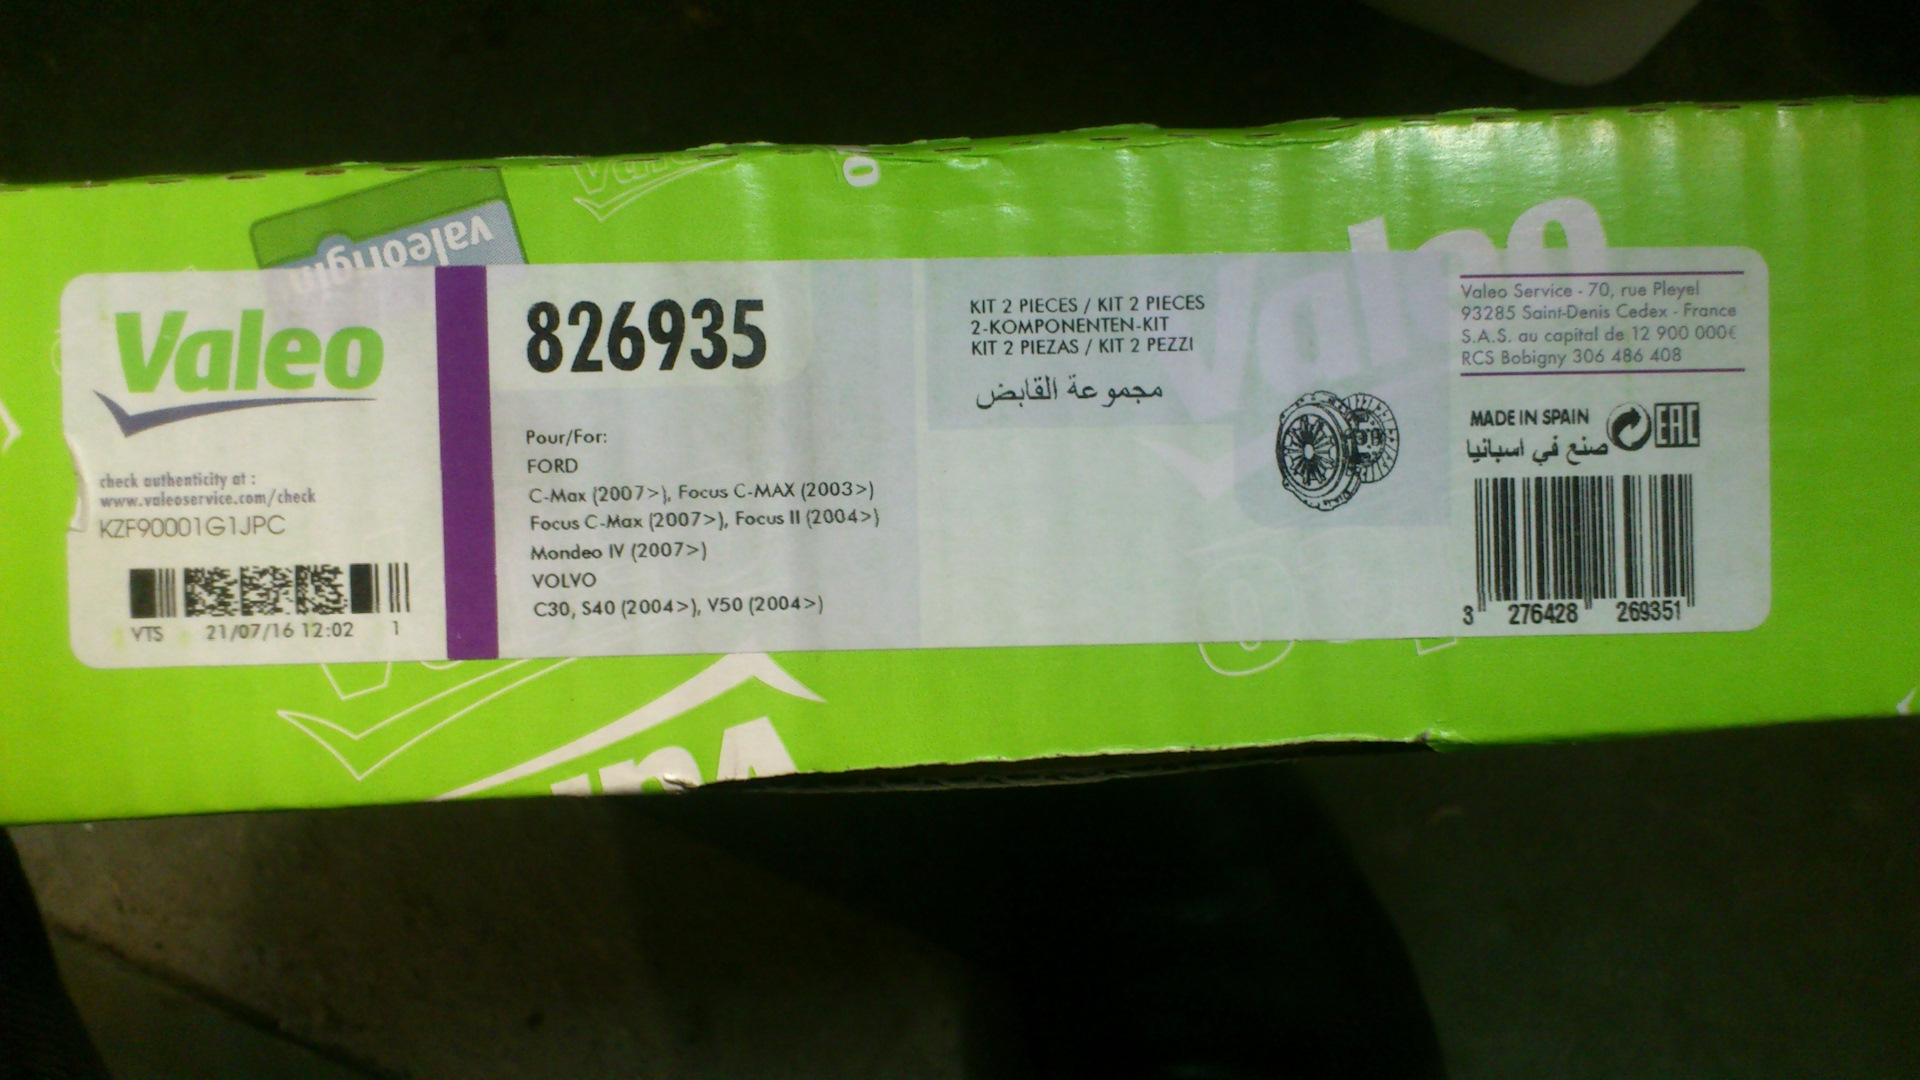 valeorigin
Valeo
Valeo
826935
KIT 2 PIECES / KIT 2 PIECES
2-KOMPONENTEN-KIT
KIT 2 PIEZAS / KIT 2 PEZZI
مجموعة القابض
Valeo Service - 70, rue Pleyel
93285 Saint-Denis Cedex - France
S.A.S. au capital de 12 900 000€
RCS Bobigny 306 486 408
check authenticity at :
www.valeoservice.com/check
KZF90001G1JPC
VTS 21/07/16 12:02 1
Pour/For:
FORD
C-Max (2007>), Focus C-MAX (2003>)
Focus C-Max (2007>), Focus II (2004>)
Mondeo IV (2007>)
VOLVO
C30, S40 (2004>), V50 (2004>)
MADE IN SPAIN
صنع في اسبانيا
EAC
3 276428 269351